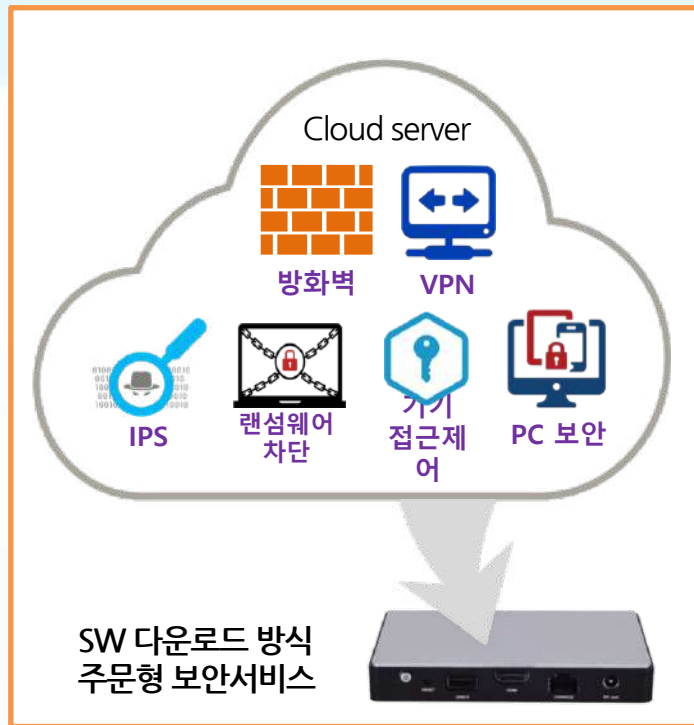 Cloud server
방화벽
VPN
IPS
랜섬웨어
차단
기기
접근제
어
PC 보안
SW 다운로드 방식
주문형 보안서비스